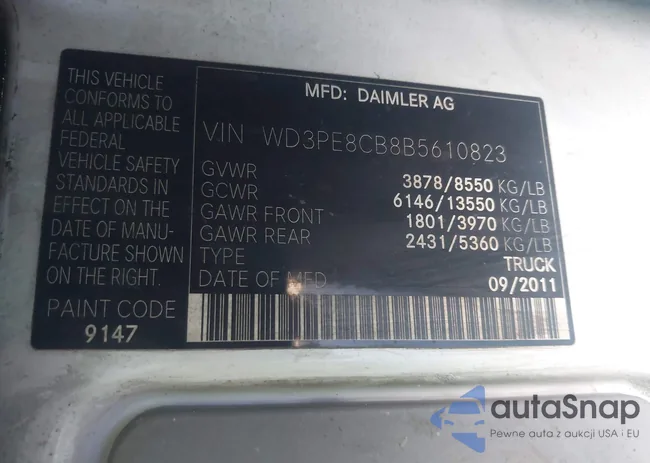 THIS VEHICLE
CONFORMS TO
ALL APPLICABLE
FEDERAL
MOTOR
VEHICLE SAFETY
STANDARDS IN
EFFECT ON THE
DATE OF MANU-
FACTURE SHOWN
ON THE RIGHT.
PAINT CODE
9147
MFD: DAIMLER AG
VIN WD3PE8CB8B5610823
GVWR 3878/8550 KG/LB
GCWR 6146/13550 KG/LB
GAWR FRONT 1801/3970 KG/LB
GAWR REAR 2431/5360 KG/LB
TYPE TRUCK
DATE OF MFD 09/2011
autaSnap
Pewne auta z aukcji USA i EU